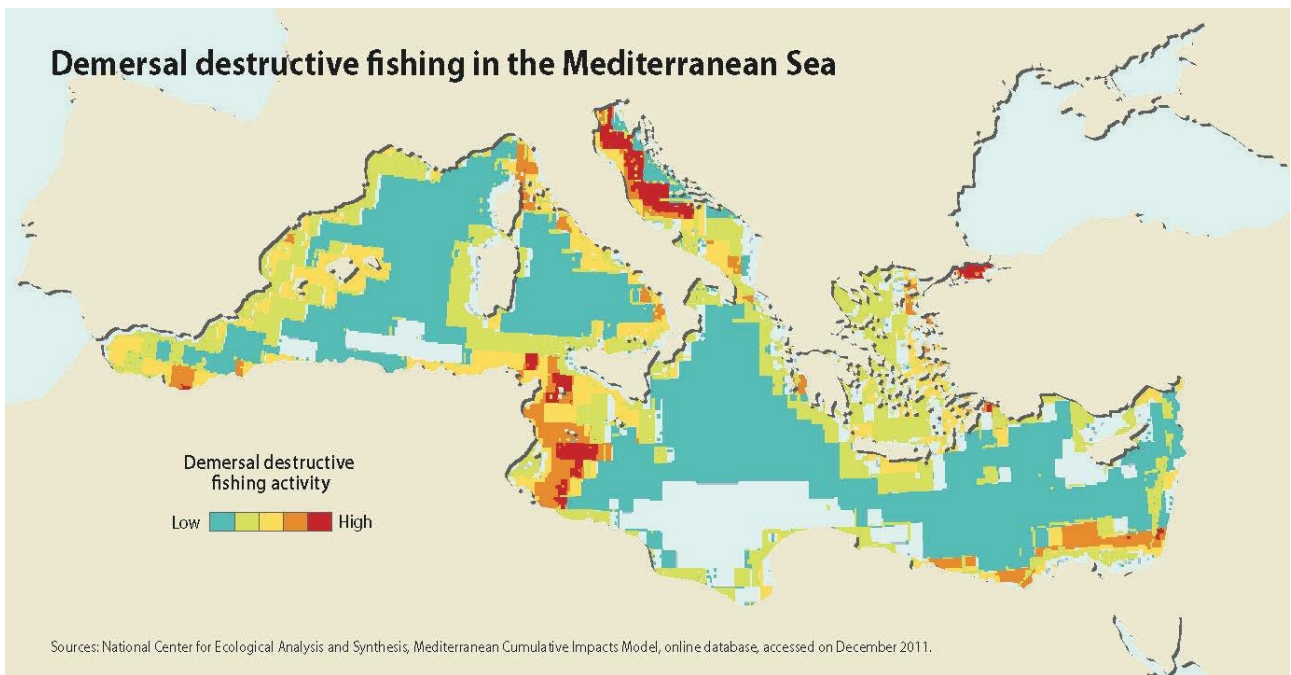 Demersal destructive fishing in the Mediterranean Sea
Demersal destructive
fishing activity
Low High
Sources: National Center for Ecological Analysis and Synthesis, Mediterranean Cumulative Impacts Model, online database, accessed on December 2011.